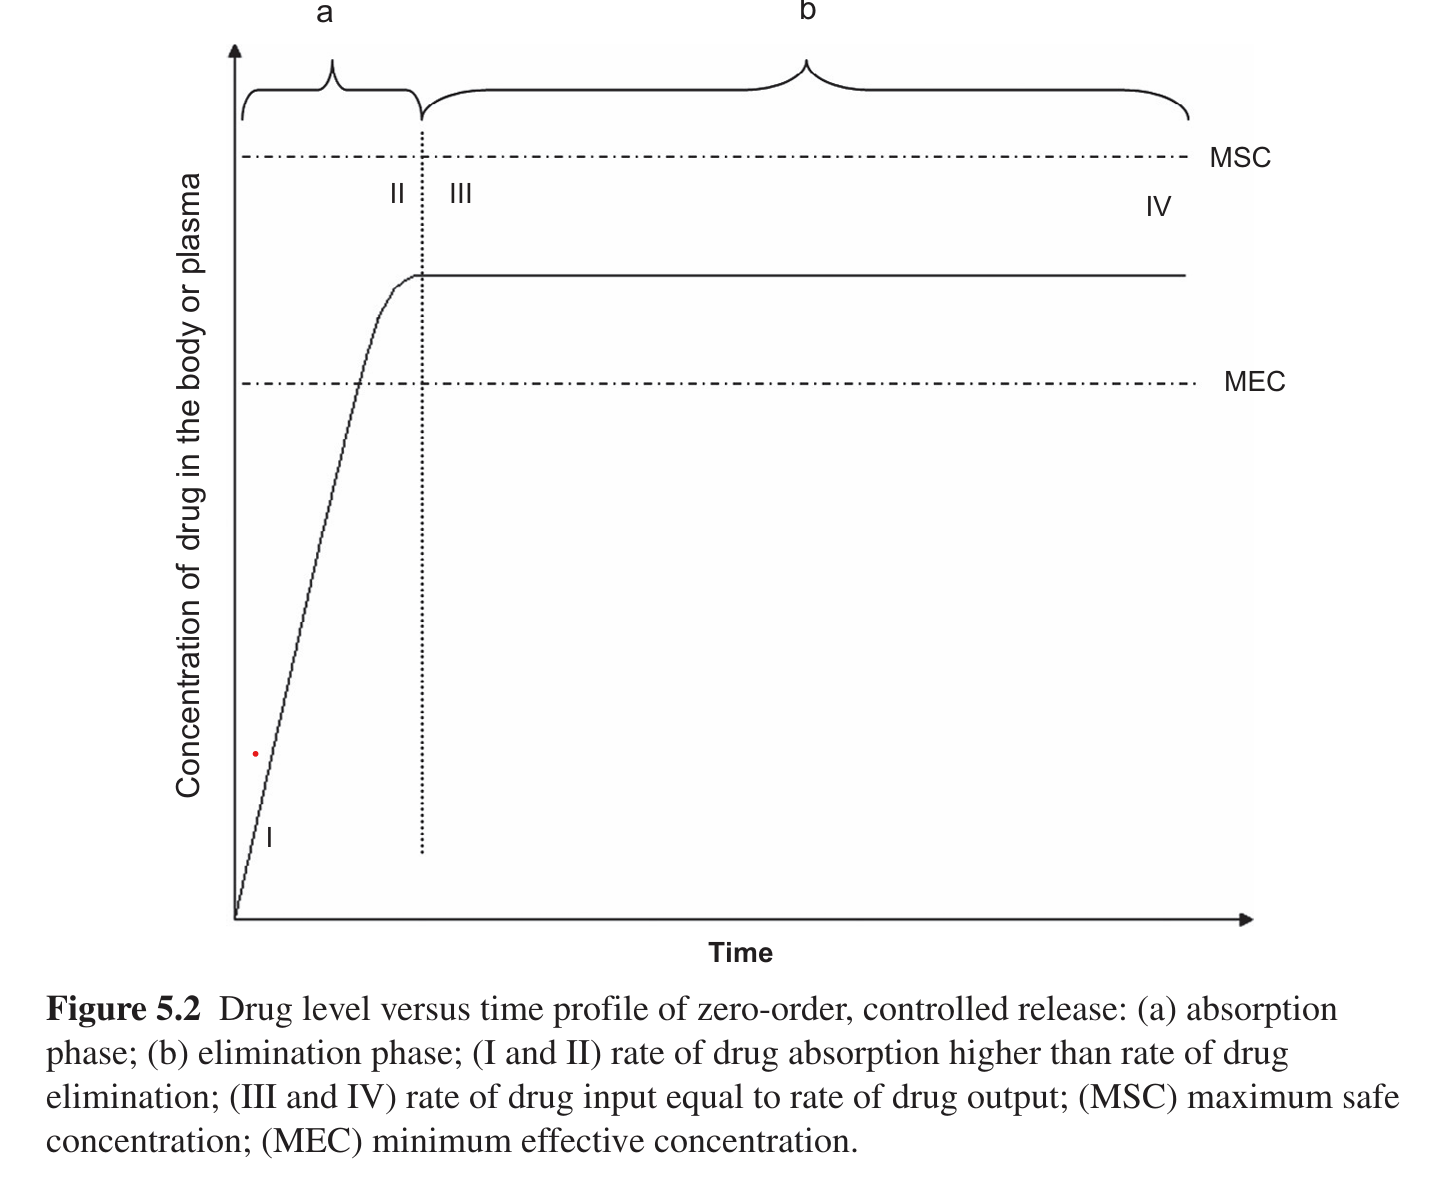 a
b
MSC
II
III
IV
MEC
I
Concentration of drug in the body or plasma
Time
Figure 5.2 Drug level versus time profile of zero-order, controlled release: (a) absorption
phase; (b) elimination phase; (I and II) rate of drug absorption higher than rate of drug
elimination; (III and IV) rate of drug input equal to rate of drug output; (MSC) maximum safe
concentration; (MEC) minimum effective concentration.